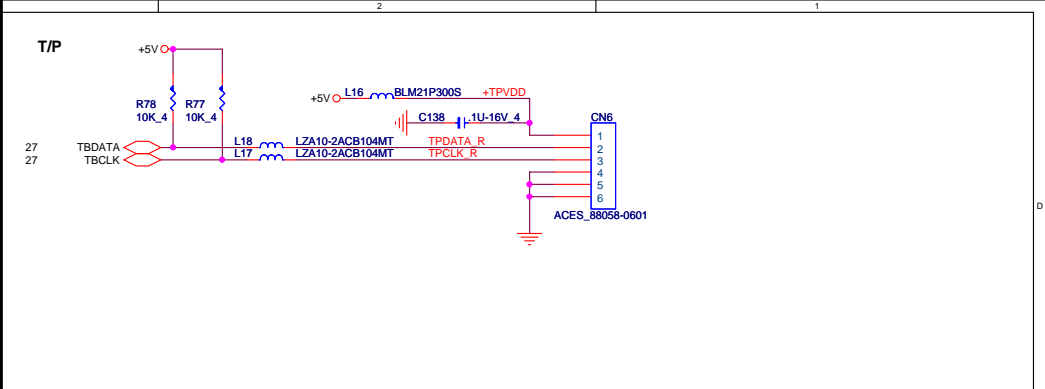 2 1
T/P
+5V
R78 R77
10K_4 10K_4
+5V L16 BLM21P300S +TPVDD
C138 .1U-16V_4
CN6
1
27 TBDATA L18 LZA10-2ACB104MT TPDATA_R 2
27 TBCLK L17 LZA10-2ACB104MT TPCLK_R 3
4
5
6
ACES_88058-0601
D